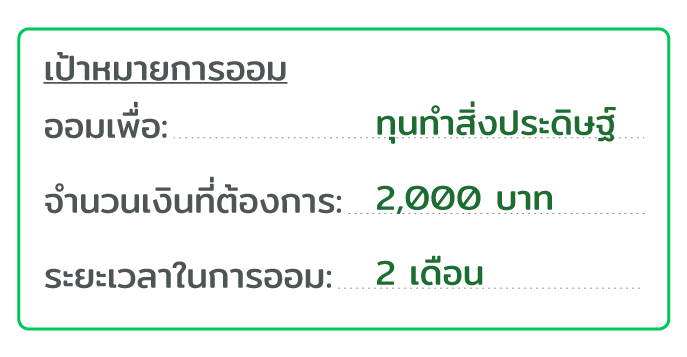 เป้าหมายการออม
ออมเพื่อ: ทุนทำสิ่งประดิษฐ์
จำนวนเงินที่ต้องการ: 2,000 บาท
ระยะเวลาในการออม: 2 เดือน